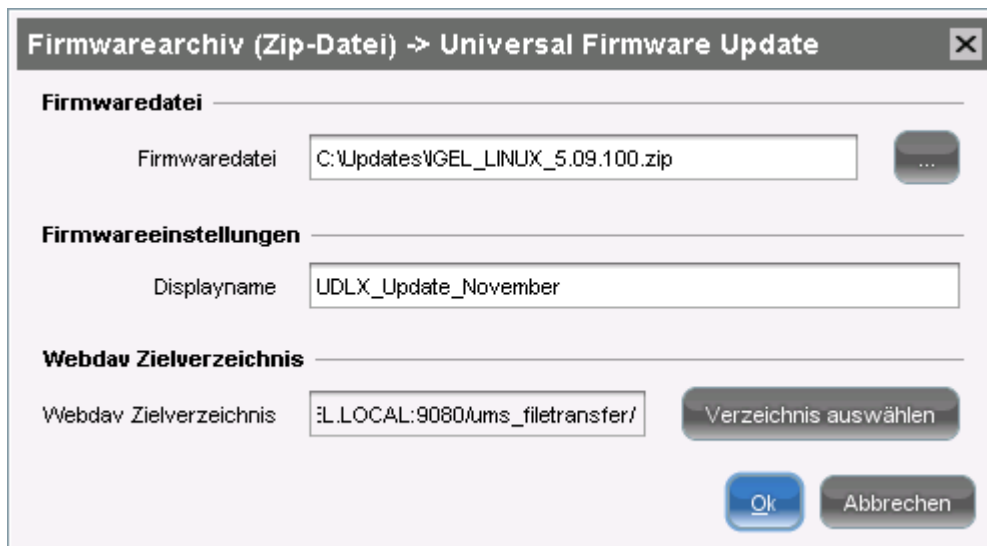 Firmwarearchiv (Zip-Datei) -> Universal Firmware Update
Firmwaredatei
Firmwaredatei C:\Updates\IGEL_LINUX_5.09.100.zip ...
Firmwareeinstellungen
Displayname UDLX_Update_November
Webdav Zielverzeichnis
Webdav Zielverzeichnis EL.LOCAL:9080/ums_filetransfer/ Verzeichnis auswählen
Ok Abbrechen